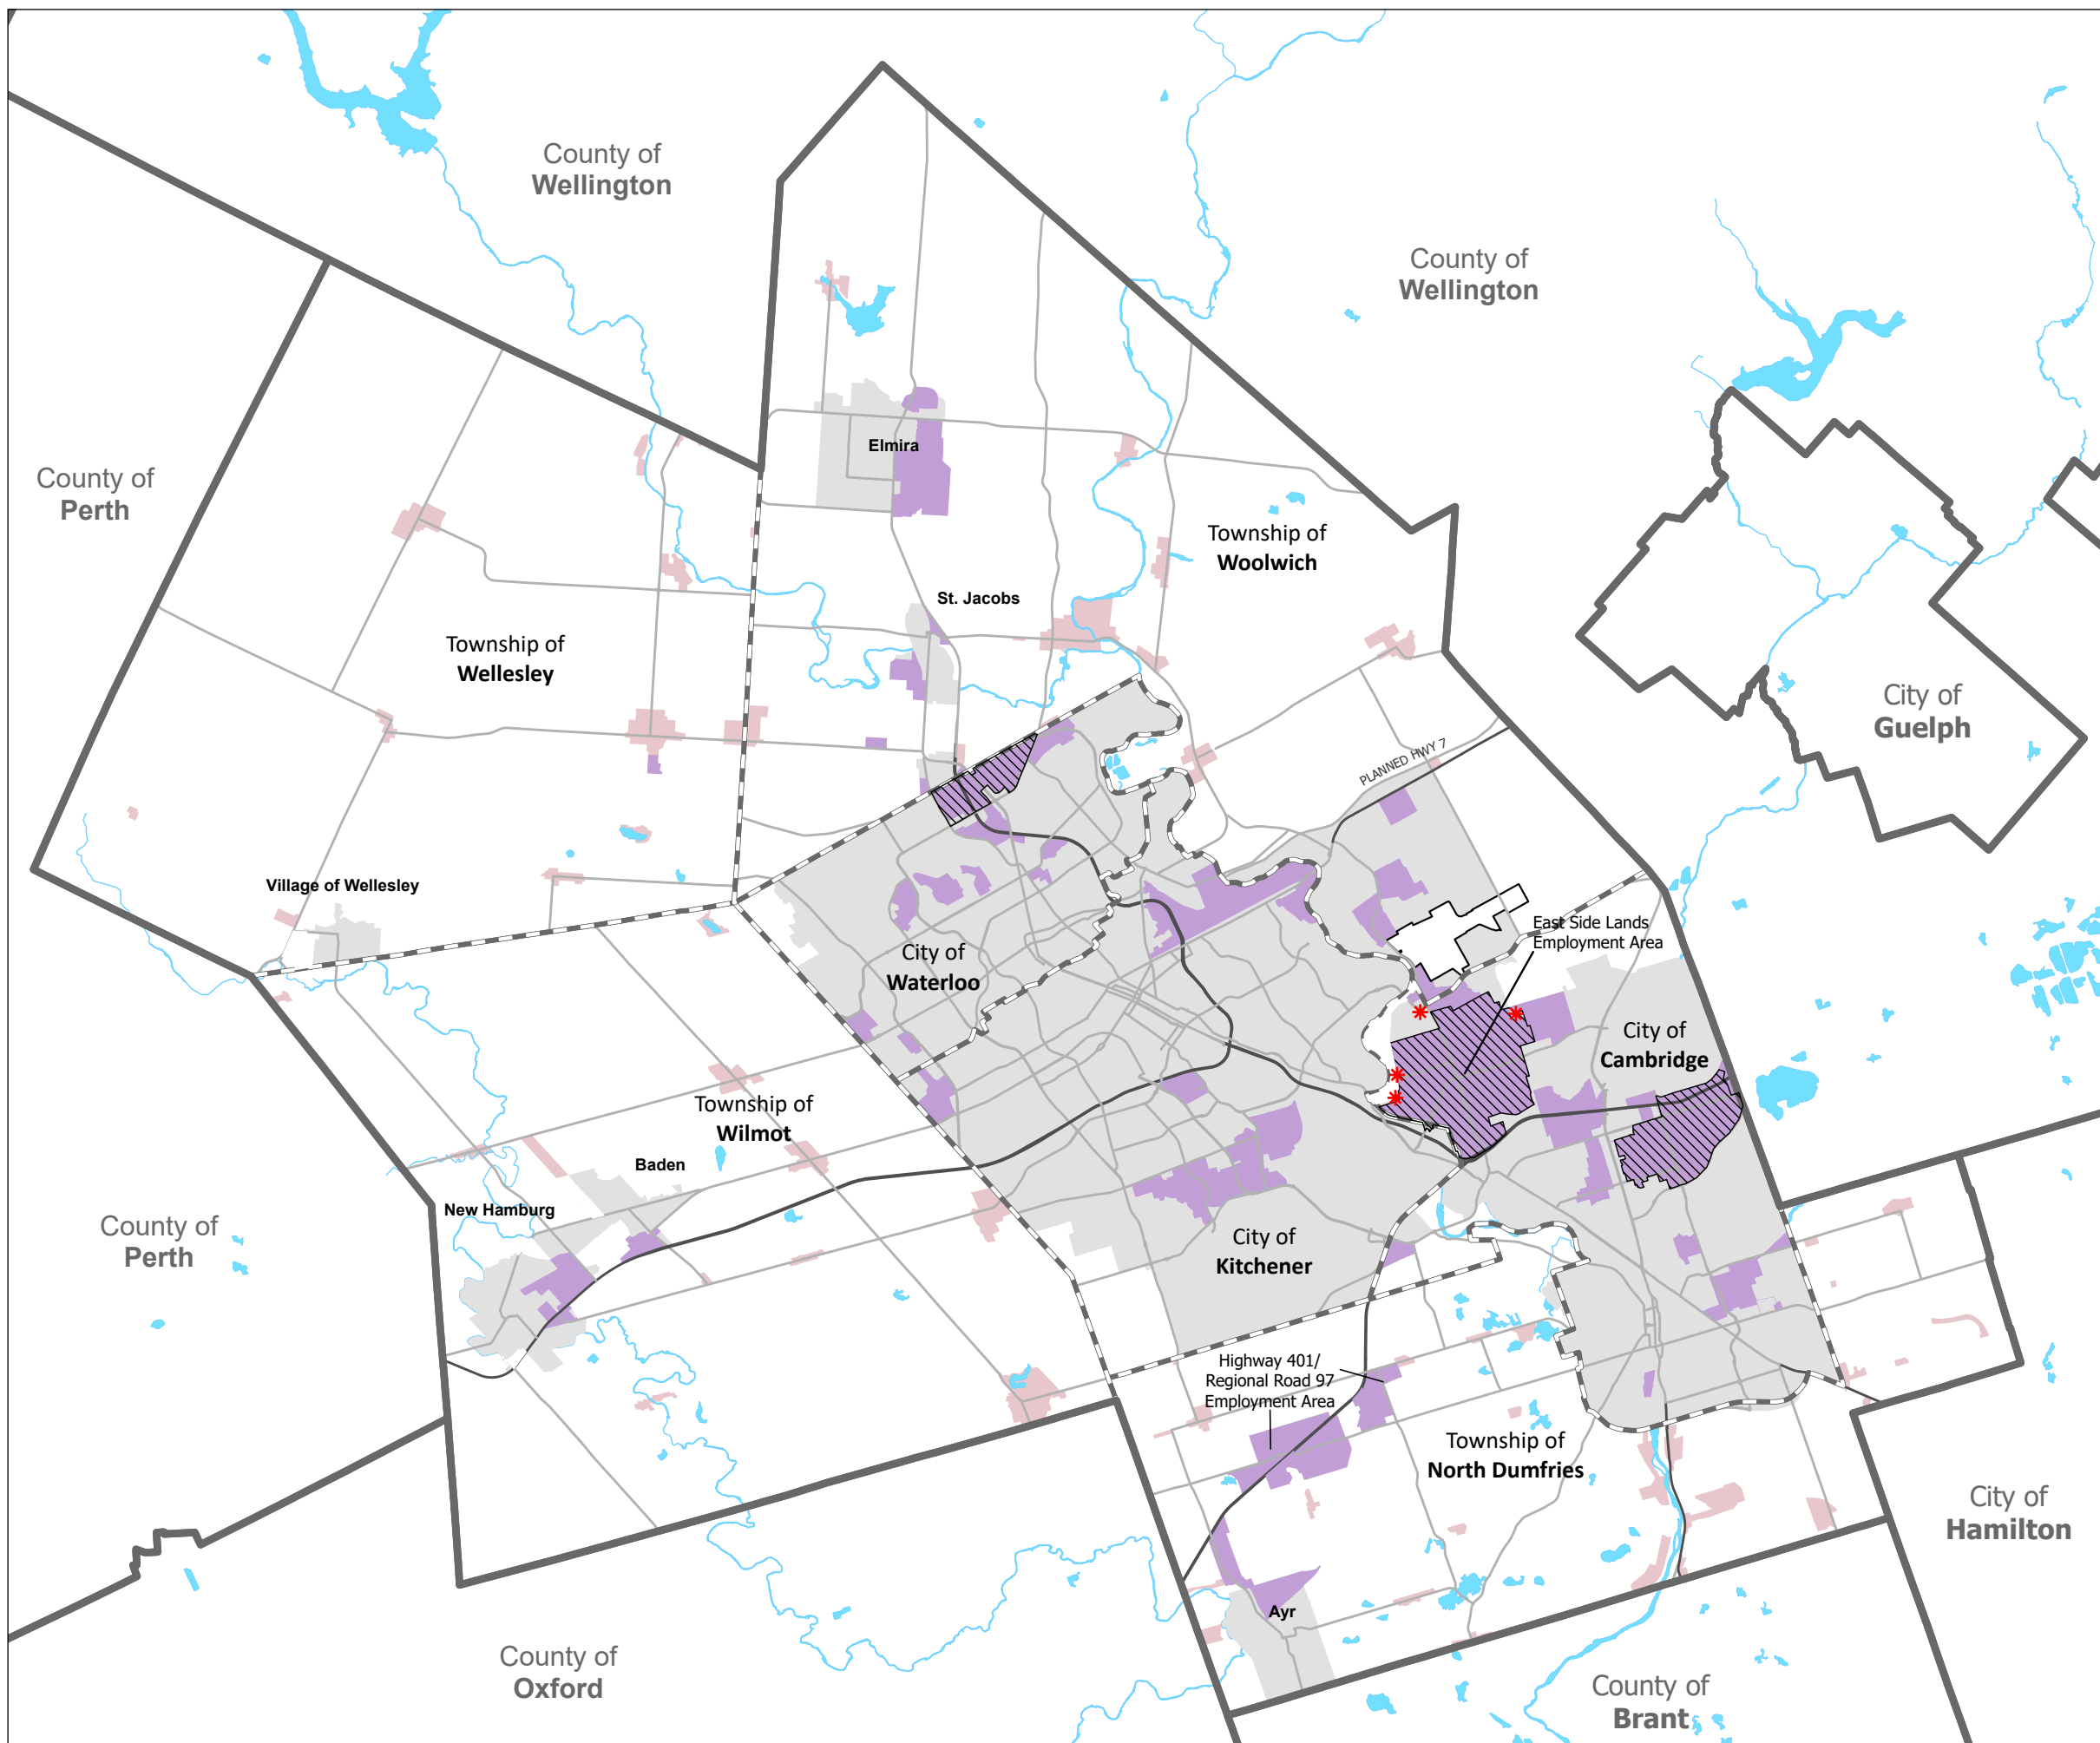 County of
Wellington
County of
Wellington
County of
Perth
Elmira
Township of
Woolwich
St. Jacobs
Township of
Wellesley
City of
Guelph
PLANNED HWY 7
Village of Wellesley
East Side Lands
Employment Area
City of
Waterloo
City of
Cambridge
Township of
Wilmot
Baden
New Hamburg
County of
Perth
City of
Kitchener
Highway 401/
Regional Road 97
Employment Area
Township of
North Dumfries
City of
Hamilton
Ayr
County of
Oxford
County of
Brant